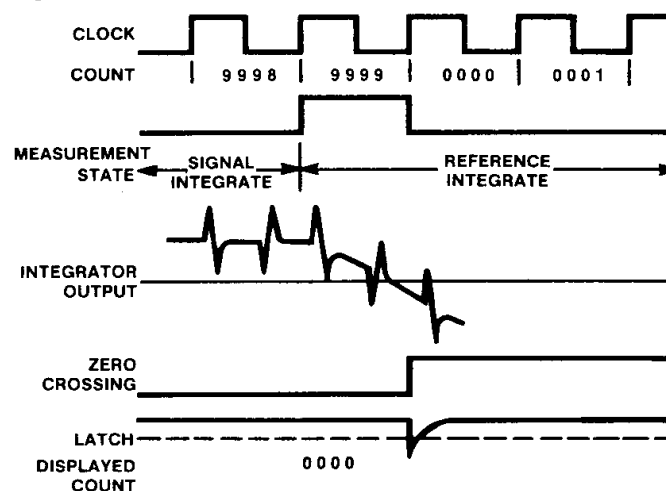 CLOCK
COUNT 9998 9999 0000 0001
MEASUREMENT
STATE
SIGNAL
INTEGRATE
REFERENCE
INTEGRATE
INTEGRATOR
OUTPUT
ZERO
CROSSING
LATCH
DISPLAYED
COUNT
0000